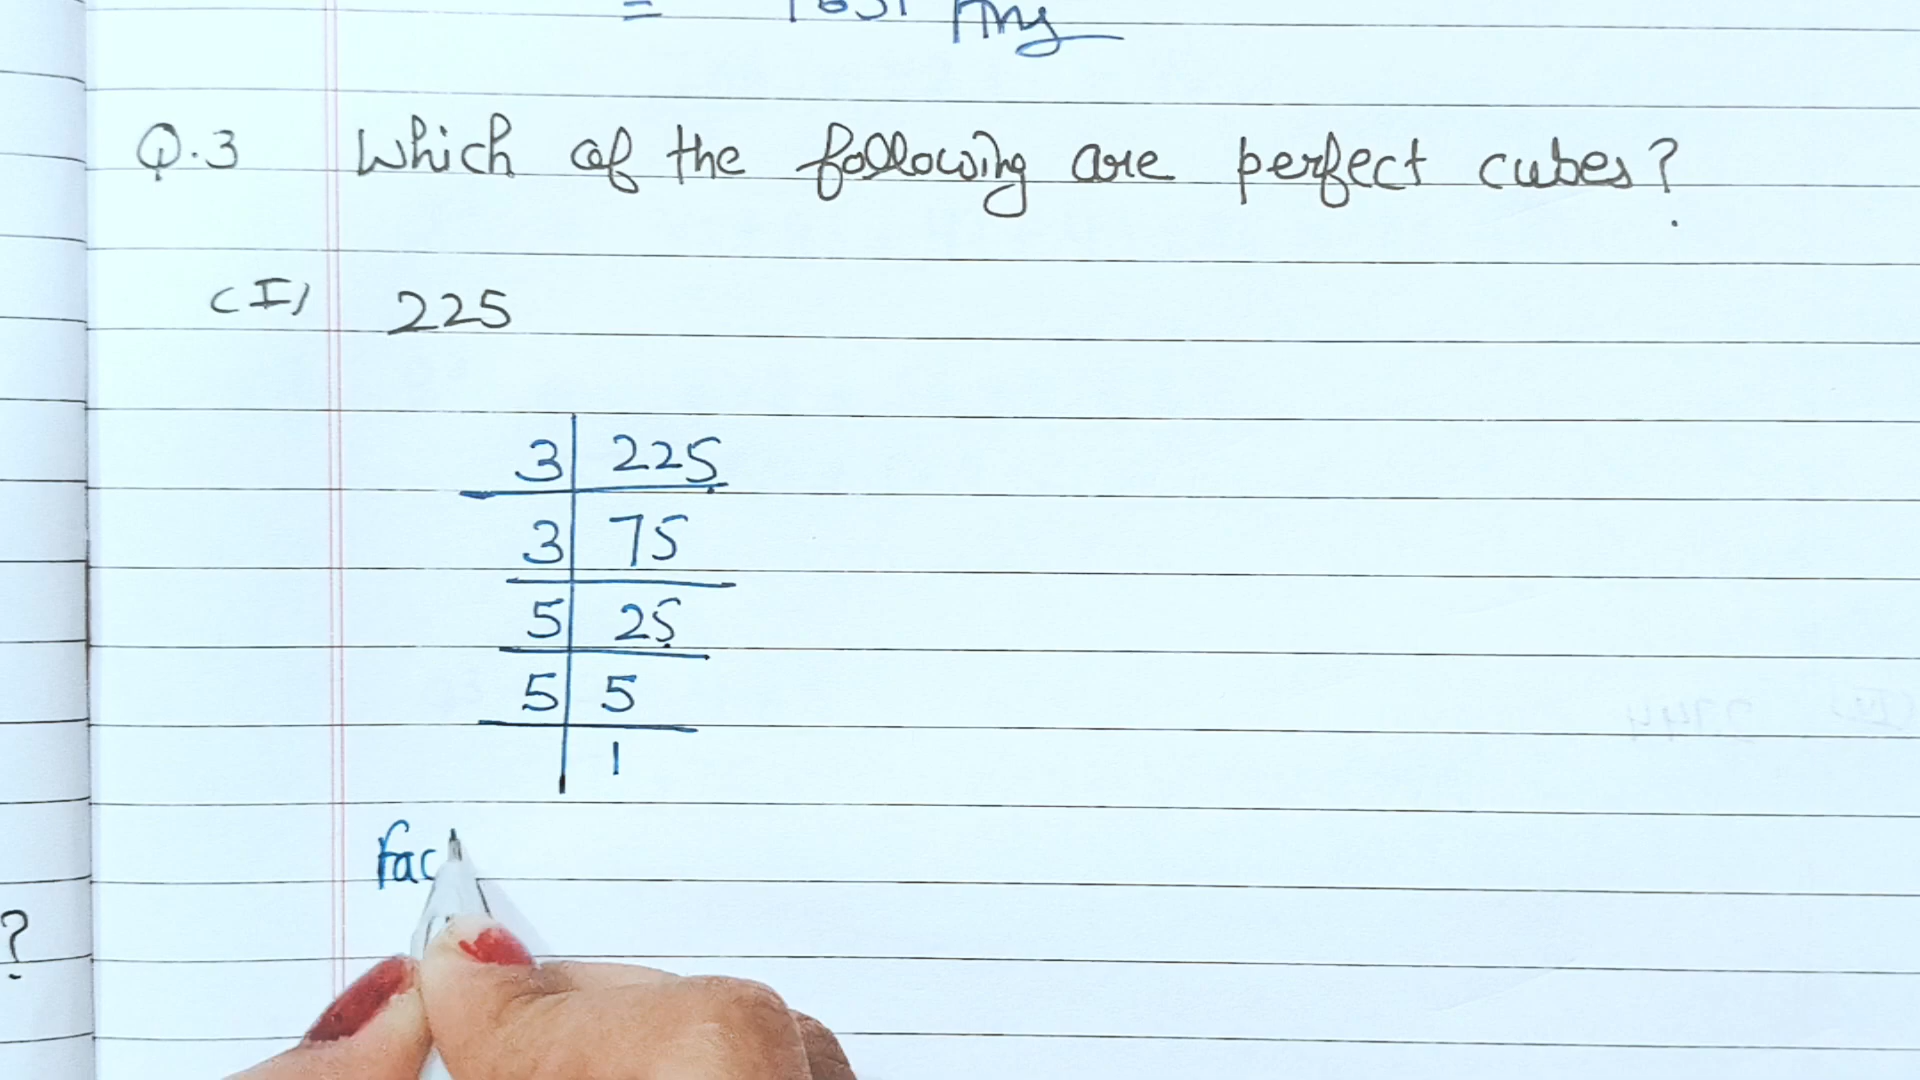 = Ans
Q.3 Which of the following are perfect cubes?
(I) 225
3 225
3 75
5 25
5 5
1
Fac
?